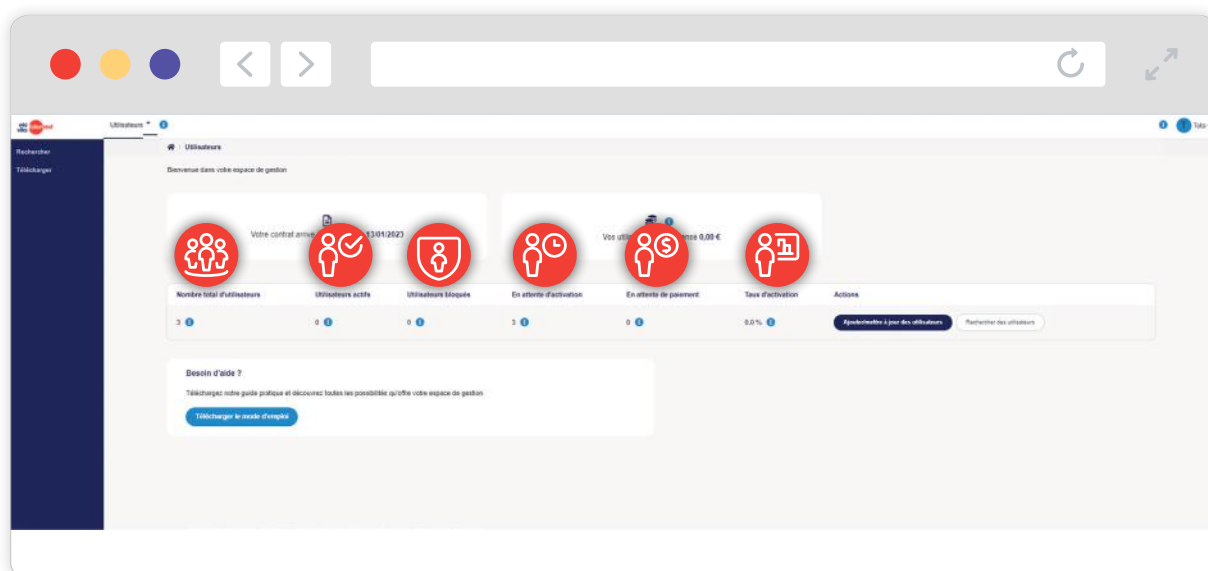 Utilisateurs
Toto
Rechercher
Télécharger
/ Utilisateurs
Bienvenue dans votre espace de gestion
Votre contrat arrive 13/01/2023
Vos 0,00 €
Nombre total d'utilisateurs Utilisateurs actifs Utilisateurs bloqués En attente d'activation En attente de paiement Taux d'activation Actions
3 0 0 3 0 0.0 % Ajouter/mettre à jour des utilisateurs Rechercher des utilisateurs
Besoin d'aide ?
Téléchargez notre guide pratique et découvrez toutes les possibilités qu'offre votre espace de gestion
Télécharger le mode d'emploi